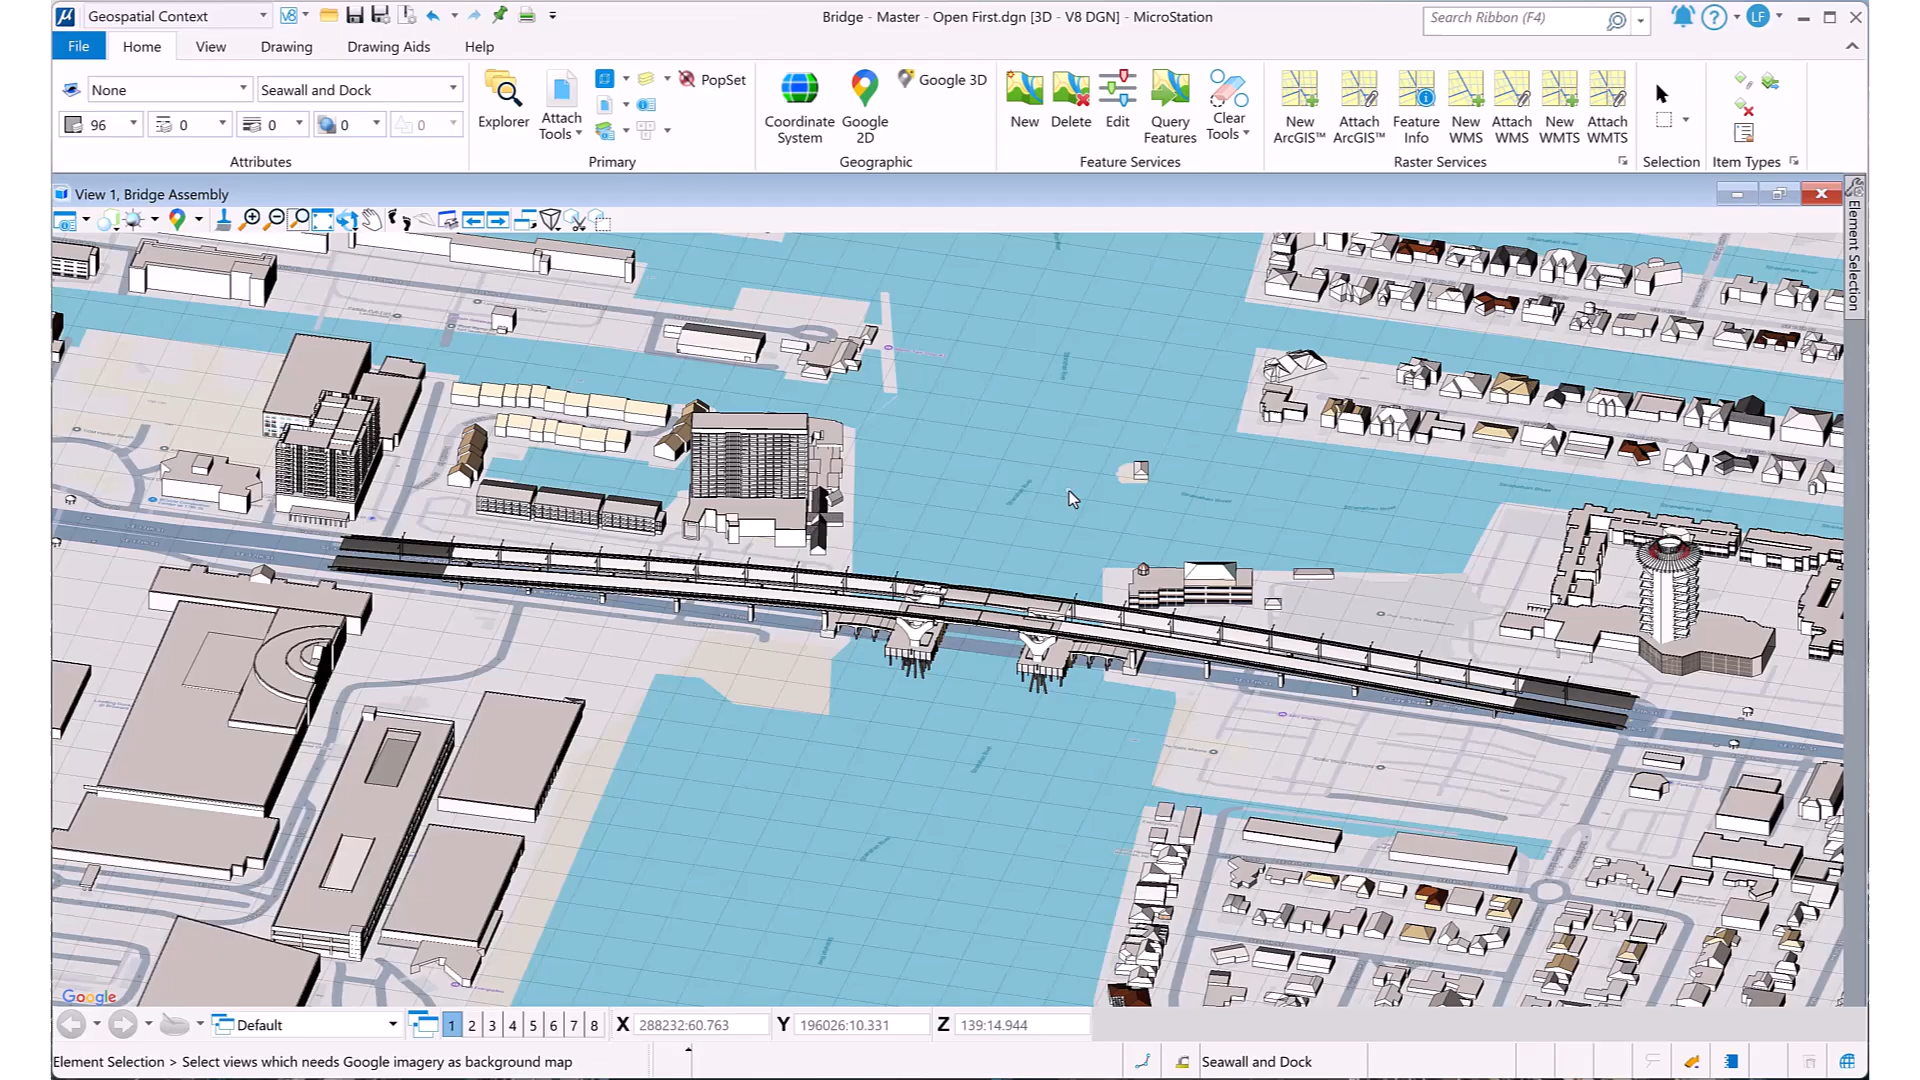 Geospatial Context
V8
Bridge - Master - Open First.dgn [3D - V8 DGN] - MicroStation
Search Ribbon (F4)
LF
File Home View Drawing Drawing Aids Help
None
Seawall and Dock
96 0 0 0 0
Attributes
Explorer
Attach Tools
PopSet
Primary
Coordinate System
Google 2D
Google 3D
Geographic
New Delete Edit Query Features Clear Tools
Feature Services
New ArcGIS™ Attach ArcGIS™ Feature Info New WMS Attach WMS New WMTS Attach WMTS
Raster Services
Selection
Item Types
View 1, Bridge Assembly
Element Selection
Google
Default
1 2 3 4 5 6 7 8
X 288232:60.763 Y 196026:10.331 Z 139:14.944
Element Selection > Select views which needs Google imagery as background map
Seawall and Dock